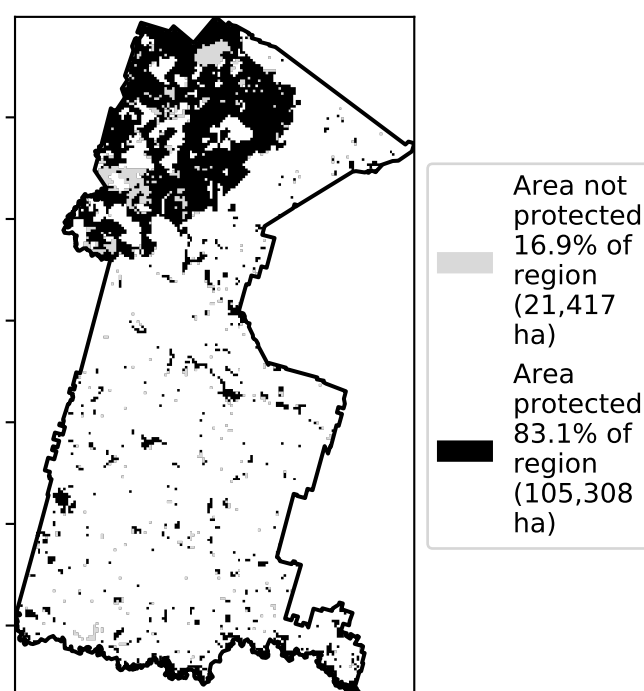 Area not
protected
16.9% of
region
(21,417
ha)
Area
protected
83.1% of
region
(105,308
ha)